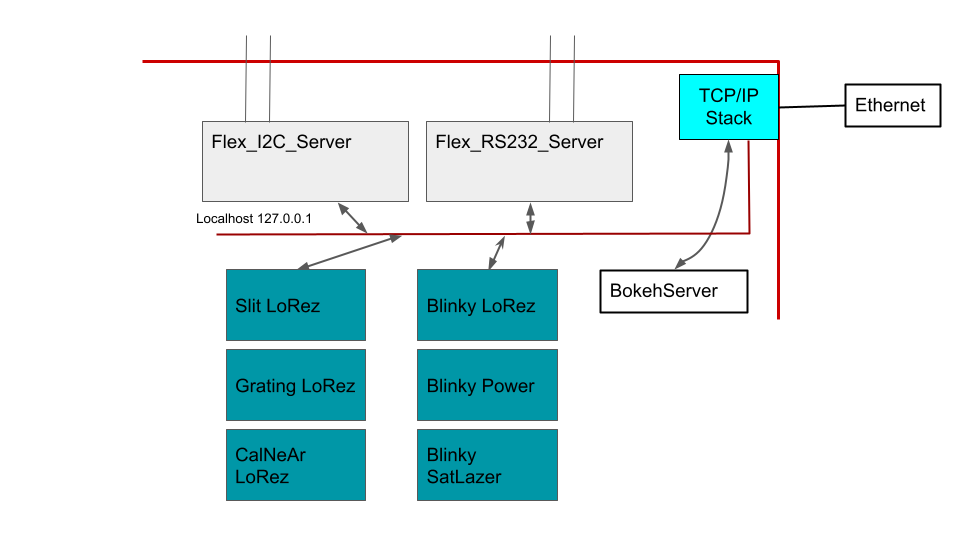 TCP/IP
Stack
Ethernet
Flex_I2C_Server
Flex_RS232_Server
Localhost 127.0.0.1
BokehServer
Slit LoRez
Blinky LoRez
Grating LoRez
Blinky Power
CalNeAr
LoRez
Blinky
SatLazer